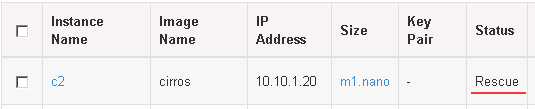 Instance Name
Image Name
IP Address
Size
Key Pair
Status
c2
cirros
10.10.1.20
m1.nano
-
Rescue